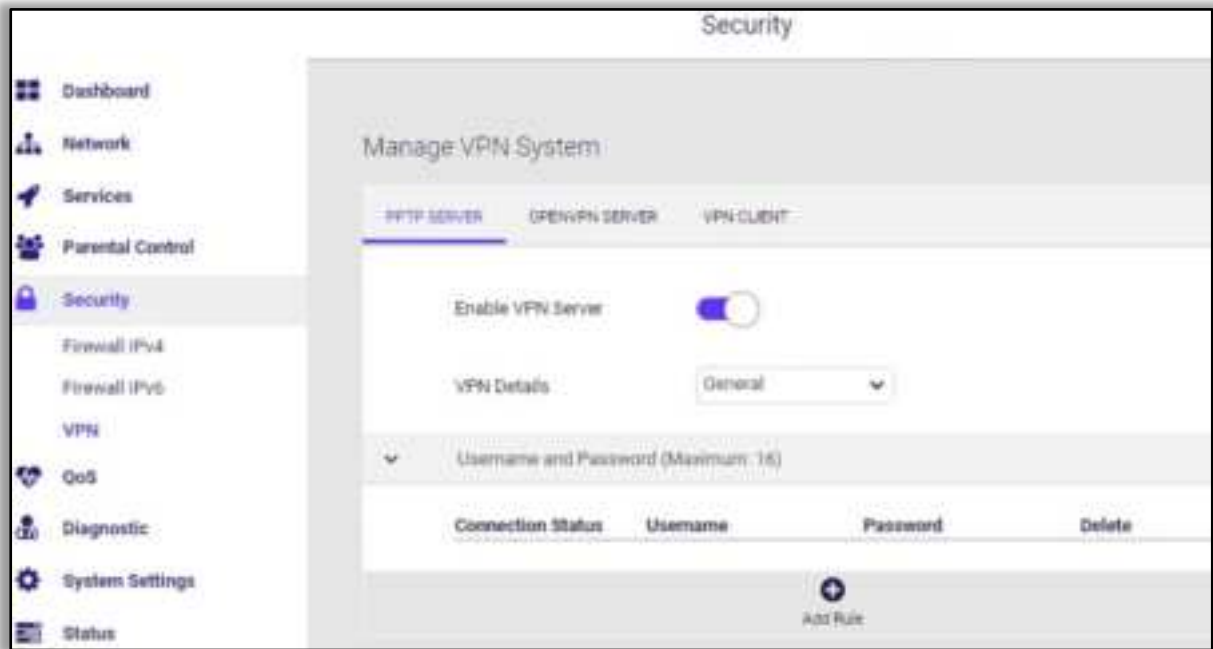 Security
Dashboard
Network
Services
Parental Control
Security
Firewall IPv4
Firewall IPv6
VPN
QoS
Diagnostic
System Settings
Status
Manage VPN System
PPTP SERVER OPENVPN SERVER VPN CLIENT
Enable VPN Server
VPN Details General
Username and Password (Maximum: 16)
Connection Status Username Password Delete
Add Rule